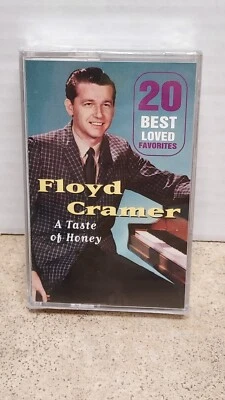 20
BEST
LOVED
FAVORITES
Floyd
Cramer
A Taste
of Honey